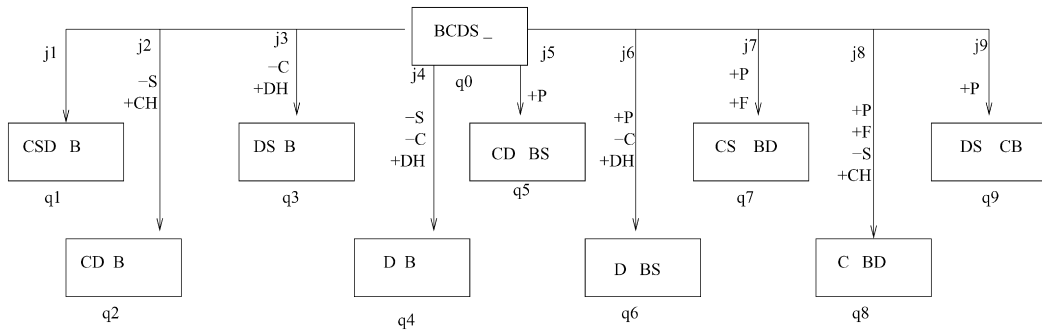 BCDS _
q0
j1
j2
−S
+CH
j3
−C
+DH
j4
−S
−C
+DH
j5
+P
j6
+P
−C
+DH
j7
+P
+F
j8
+P
+F
−S
+CH
j9
+P
CSD B
q1
DS B
q3
CD BS
q5
CS BD
q7
DS CB
q9
CD B
q2
D B
q4
D BS
q6
C BD
q8